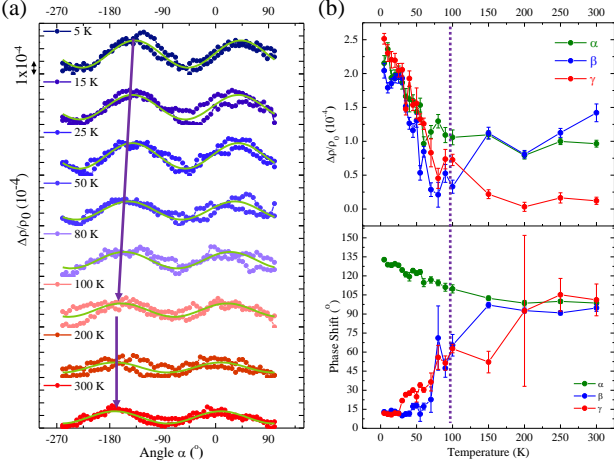 (a)
-270 -180 -90 0 90
1x10⁻⁴
Δρ/ρ₀ (10⁻⁴)
5 K
15 K
25 K
50 K
80 K
100 K
200 K
300 K
-270 -180 -90 0 90
Angle α (°)
(b)
0 50 100 150 200 250 300
Δρ/ρ₀ (10⁻⁴)
2.5
2.0
1.5
1.0
0.5
0.0
α
β
γ
Phase Shift (°)
150
135
120
105
90
75
60
45
30
15
0
α
β
γ
0 50 100 150 200 250 300
Temperature (K)